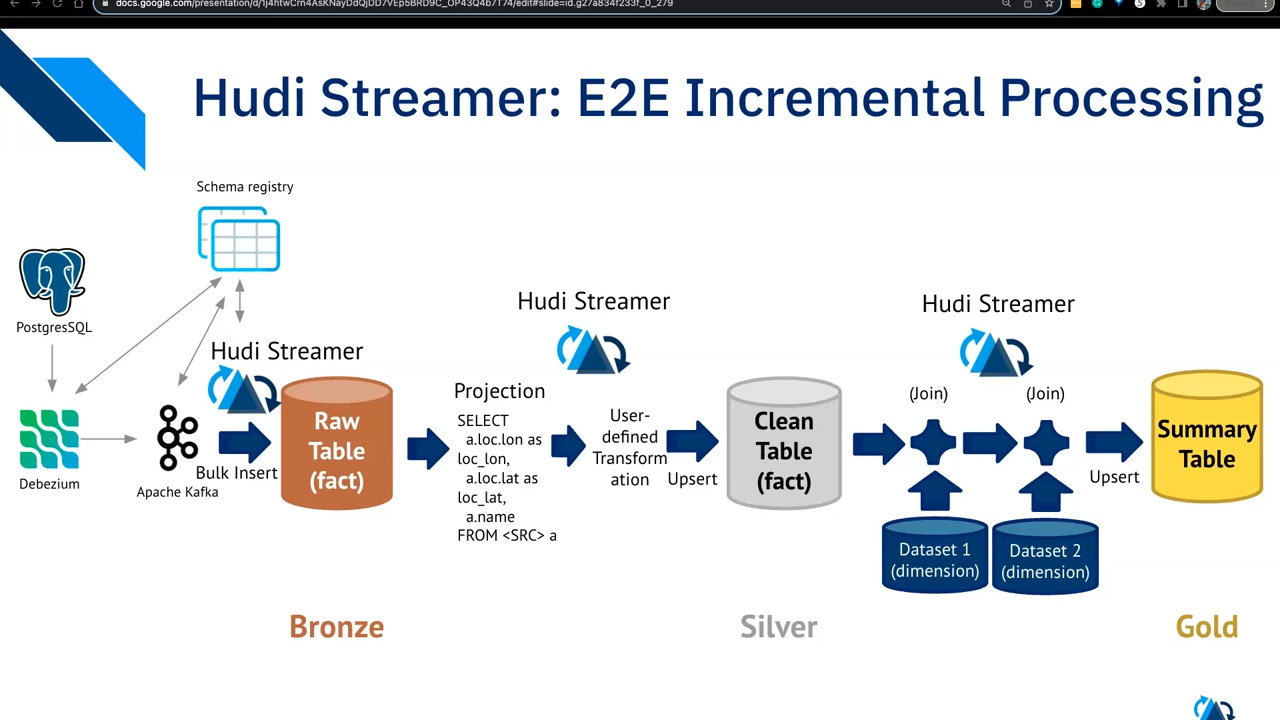 Hudi Streamer: E2E Incremental Processing
Schema registry
PostgresSQL
Debezium
Apache Kafka
Hudi Streamer
Bulk Insert
Raw
Table
(fact)
Projection
SELECT
a.loc.lon as
loc_lon,
a.loc.lat as
loc_lat,
a.name
FROM <SRC> a
Hudi Streamer
User-
defined
Transform
ation
Upsert
Clean
Table
(fact)
Hudi Streamer
(Join)
(Join)
Dataset 1
(dimension)
Dataset 2
(dimension)
Upsert
Summary
Table
Bronze
Silver
Gold